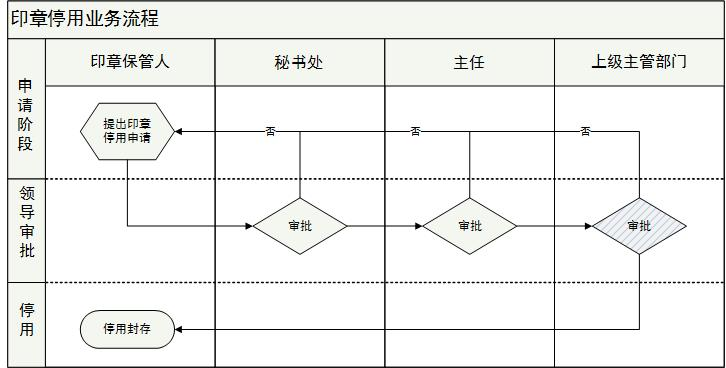 印章停用业务流程
印章保管人
秘书处
主任
上级主管部门
申请阶段
提出印章
停用申请
否
否
否
领导审批
审批
审批
审批
停用
停用封存